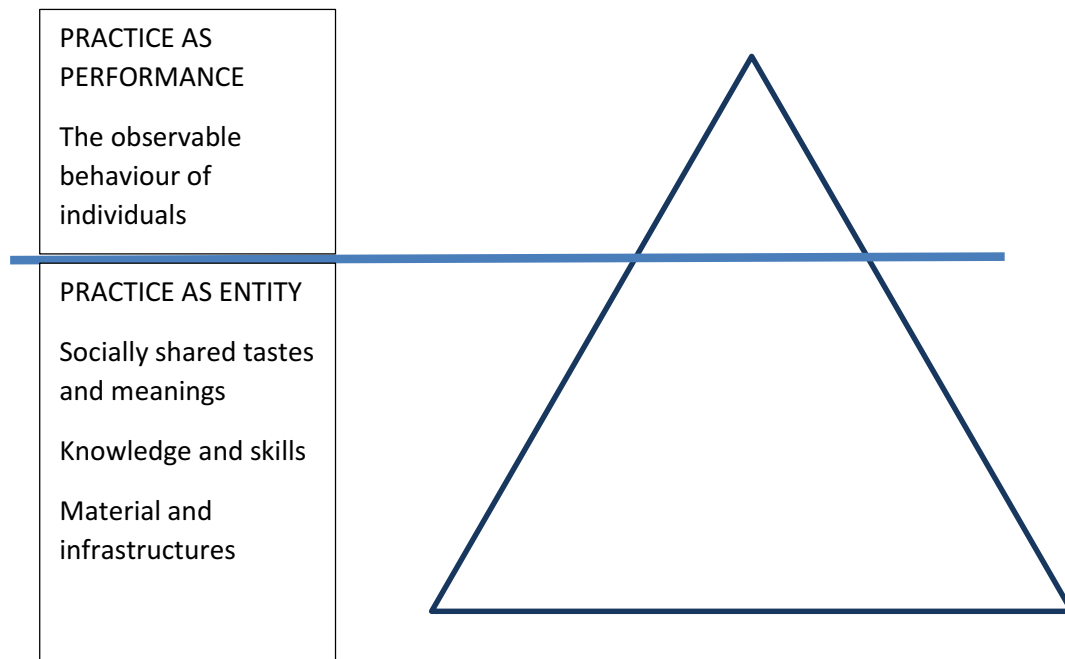 PRACTICE AS
PERFORMANCE
The observable
behaviour of
individuals
PRACTICE AS ENTITY
Socially shared tastes
and meanings
Knowledge and skills
Material and
infrastructures